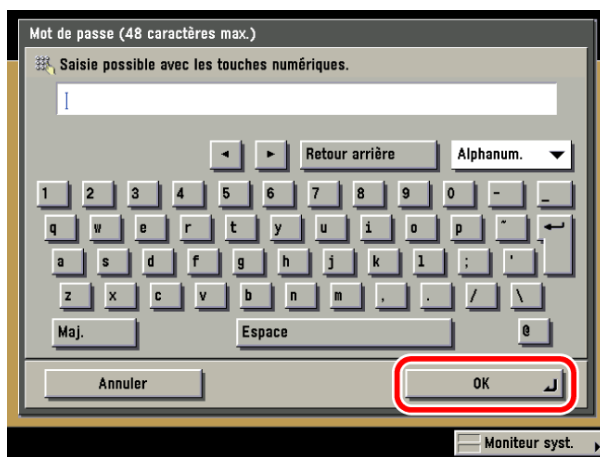 Mot de passe (48 caractères max.)
Saisie possible avec les touches numériques.
Retour arrière Alphanum.
1 2 3 4 5 6 7 8 9 0 - _
q w e r t y u i o p ~
a s d f g h j k l ; '
z x c v b n m , . / \
Maj. Espace @
Annuler OK
Moniteur syst.